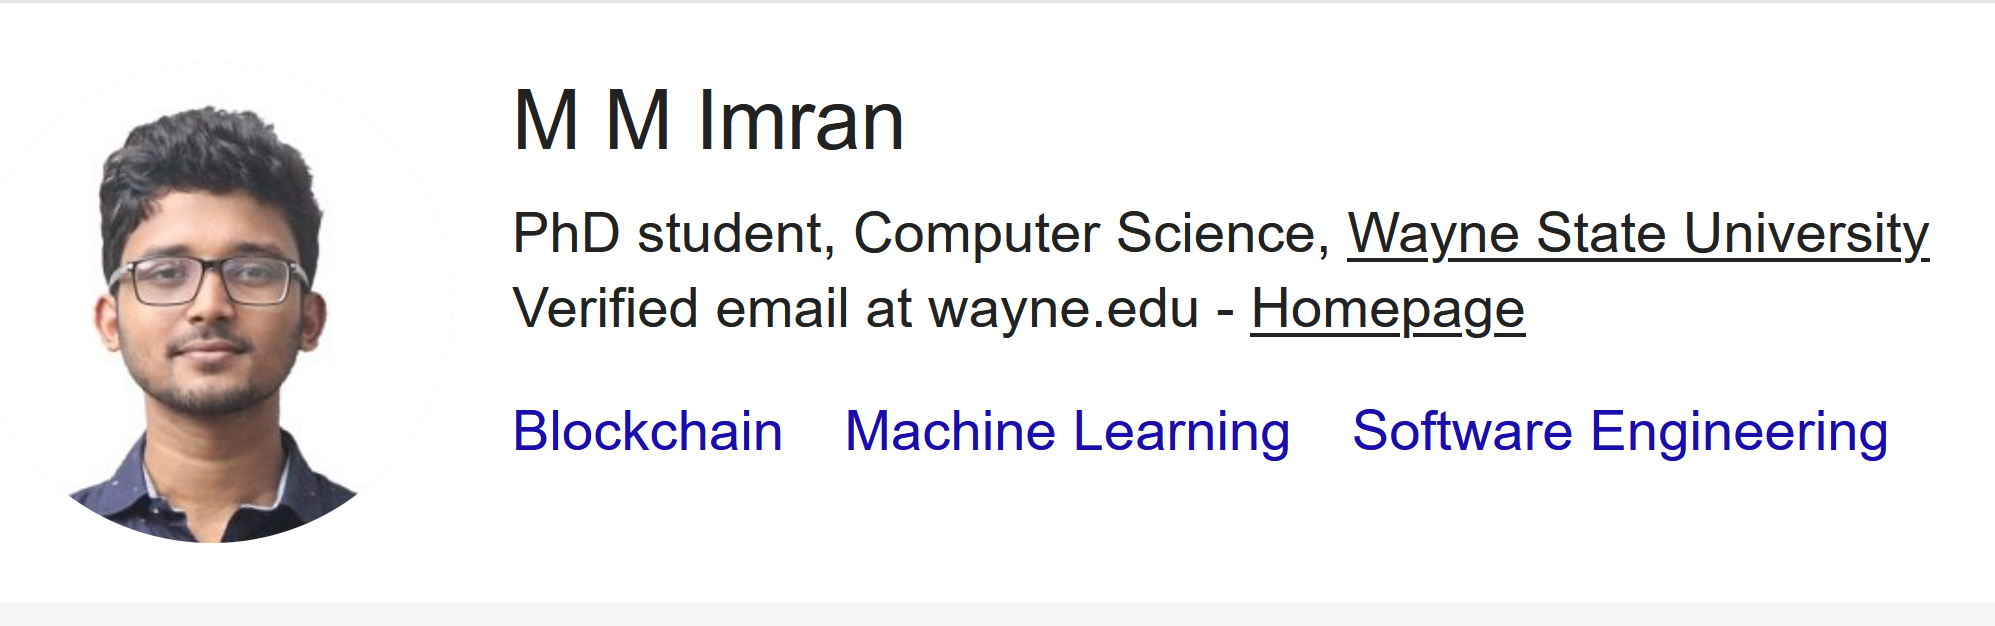 M M Imran
PhD student, Computer Science, Wayne State University
Verified email at wayne.edu - Homepage
Blockchain Machine Learning Software Engineering